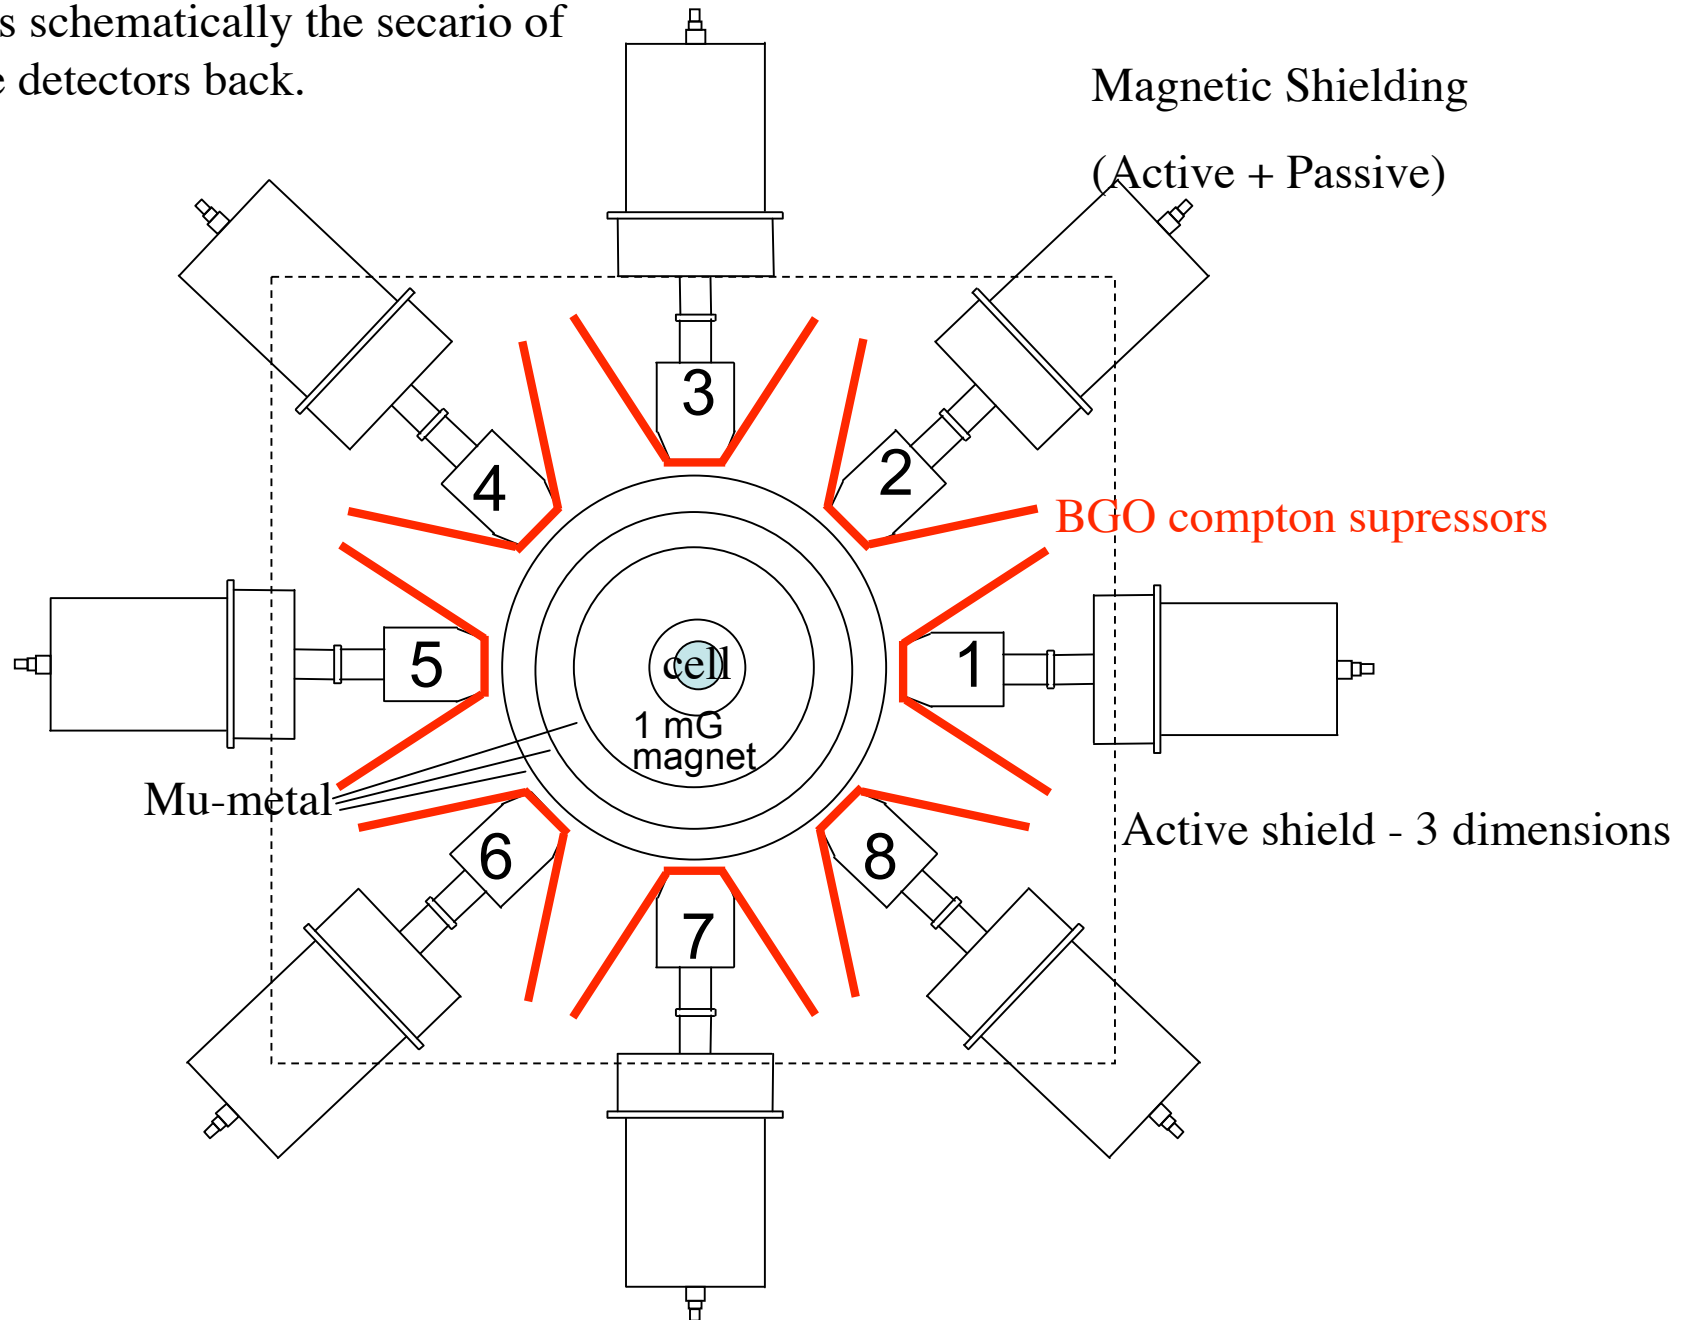 s schematically the secario of
e detectors back.
Magnetic Shielding
(Active + Passive)
3
4
2
BGO compton supressors
5
cell
1
1 mG
magnet
Mu-metal
Active shield - 3 dimensions
6
8
7